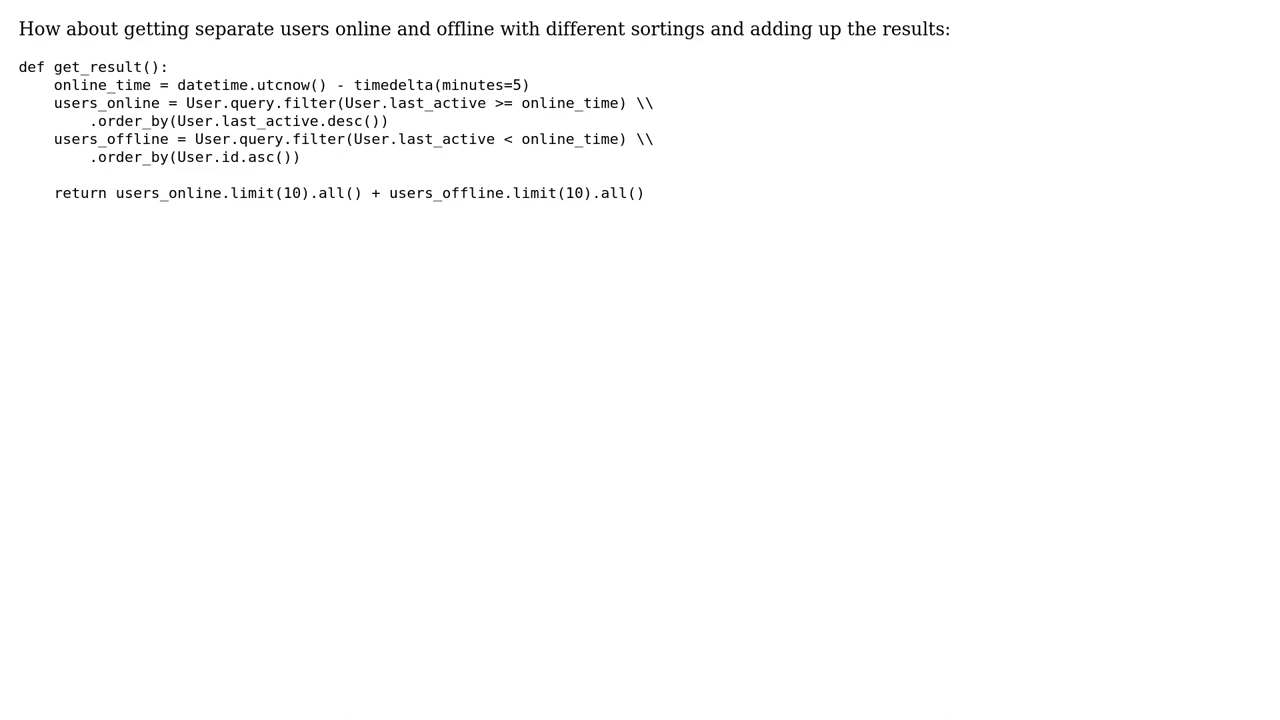 How about getting separate users online and offline with different sortings and adding up the results:
def get_result():
    online_time = datetime.utcnow() - timedelta(minutes=5)
    users_online = User.query.filter(User.last_active >= online_time) \\
        .order_by(User.last_active.desc())
    users_offline = User.query.filter(User.last_active < online_time) \\
        .order_by(User.id.asc())

    return users_online.limit(10).all() + users_offline.limit(10).all()